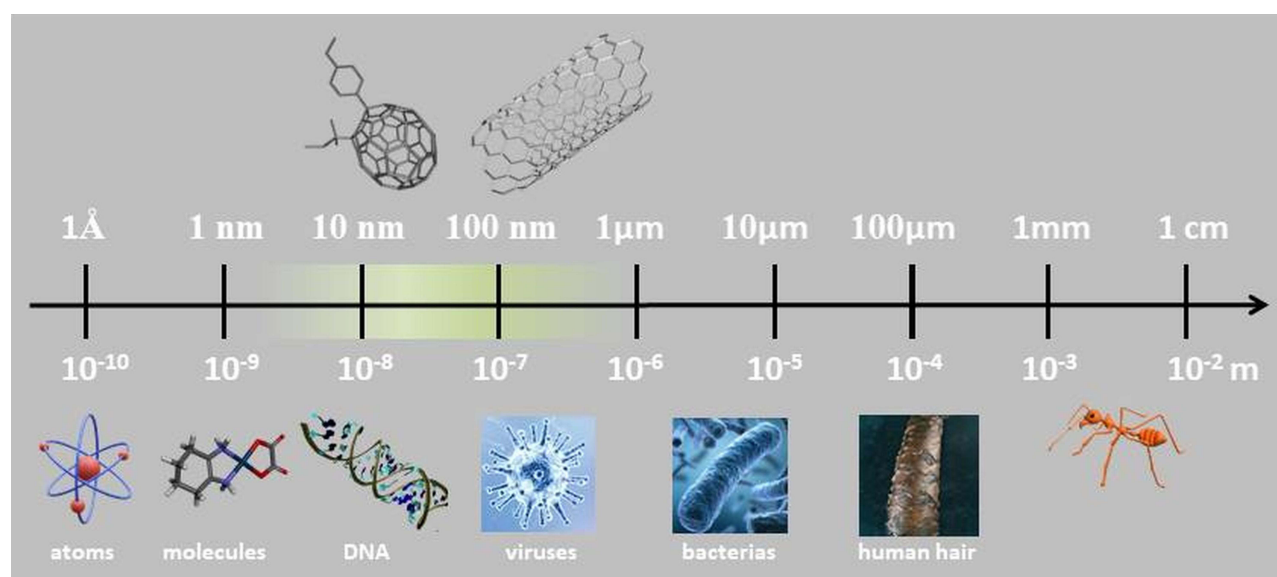 1Å 1 nm 10 nm 100 nm 1µm 10µm 100µm 1mm 1 cm
10⁻¹⁰ 10⁻⁹ 10⁻⁸ 10⁻⁷ 10⁻⁶ 10⁻⁵ 10⁻⁴ 10⁻³ 10⁻² m
atoms molecules DNA viruses bacterias human hair